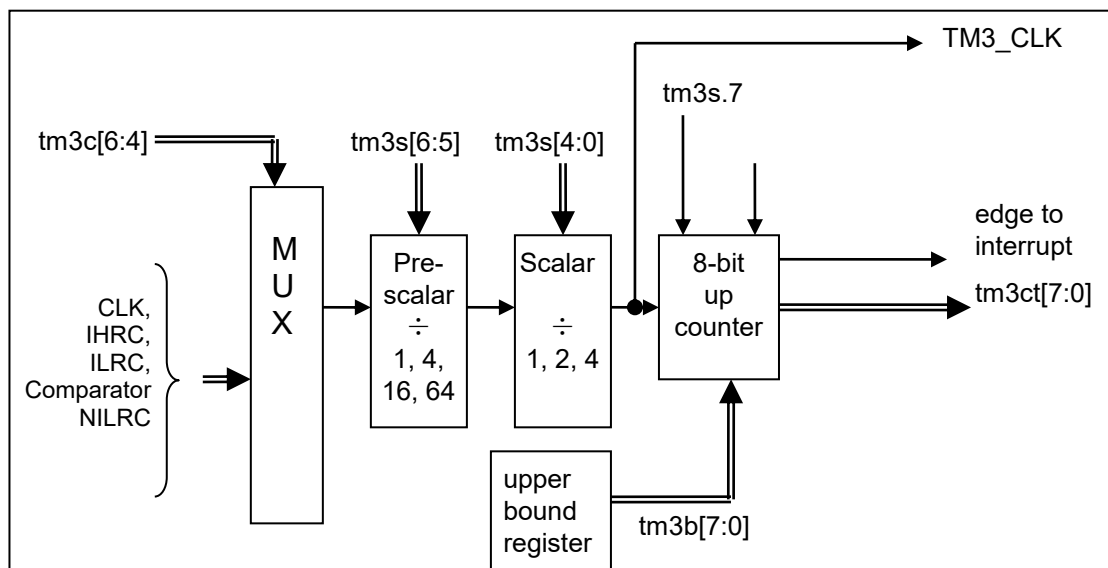 TM3_CLK
tm3s.7
tm3c[6:4]
tm3s[6:5]
tm3s[4:0]
M
U
X
Pre-
scalar
÷
1, 4,
16, 64
Scalar
÷
1, 2, 4
8-bit
up
counter
edge to
interrupt
tm3ct[7:0]
CLK,
IHRC,
ILRC,
Comparator
NILRC
upper
bound
register
tm3b[7:0]